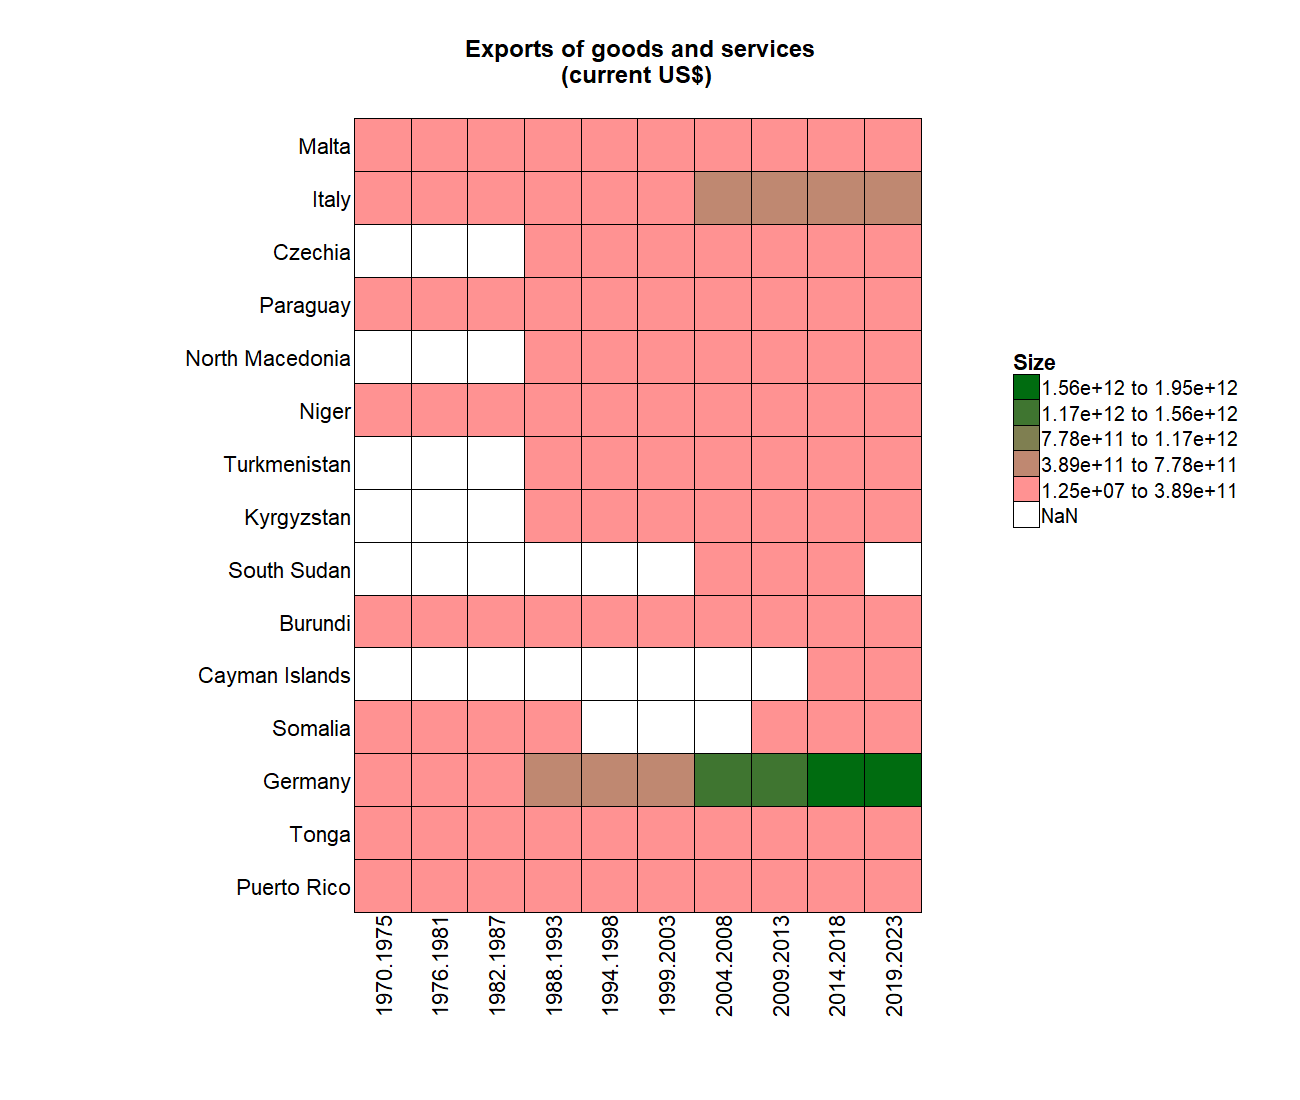 Exports of goods and services
(current US$)
Malta
Italy
Czechia
Paraguay
North Macedonia
Niger
Turkmenistan
Kyrgyzstan
South Sudan
Burundi
Cayman Islands
Somalia
Germany
Tonga
Puerto Rico
1970.1975
1976.1981
1982.1987
1988.1993
1994.1998
1999.2003
2004.2008
2009.2013
2014.2018
2019.2023
Size
1.56e+12 to 1.95e+12
1.17e+12 to 1.56e+12
7.78e+11 to 1.17e+12
3.89e+11 to 7.78e+11
1.25e+07 to 3.89e+11
NaN